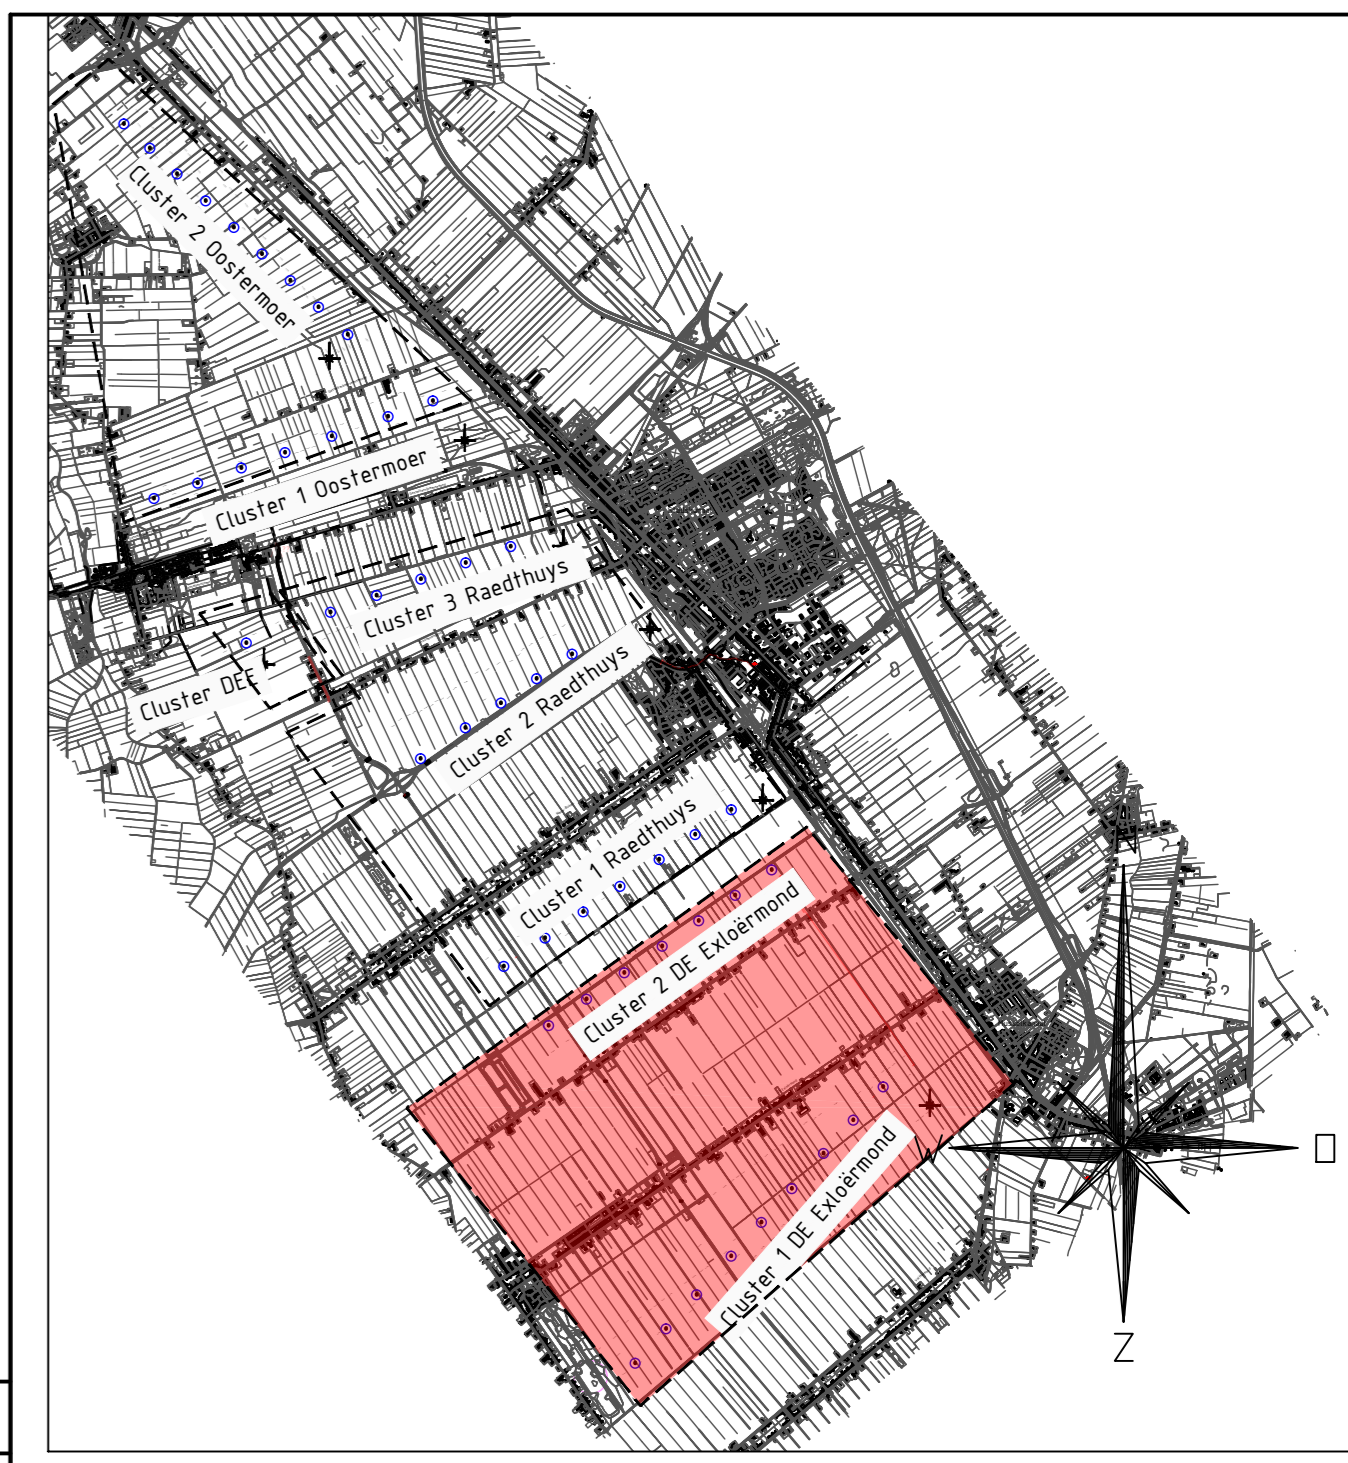 Cluster 2 Oostermoer
Cluster 1 Oostermoer
Cluster 3 Raedthuys
Cluster DEE
Cluster 2 Raedthuys
Cluster 1 Raedthuys
Cluster 2 DE Exloërmond
Cluster 1 DE Exloërmond
W
Z